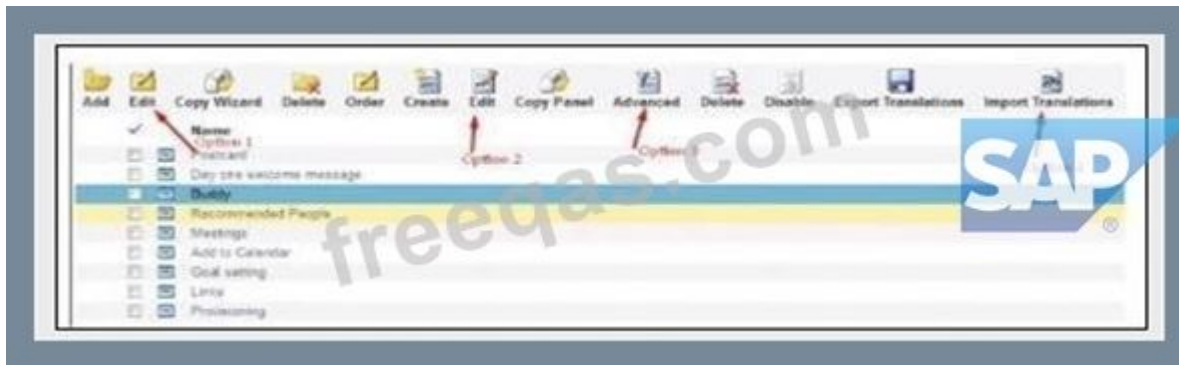 Add Edit Copy Wizard Delete Order Create Edit Copy Panel Advanced Delete Disable Export Translations Import Translations
Name
Option 1
Postcard
Option 2
Option 3
Day one welcome message
Buddy
Recommended People
Meetings
Add to Calendar
Goal setting
Links
Provisioning
freeqas.com
SAP
®